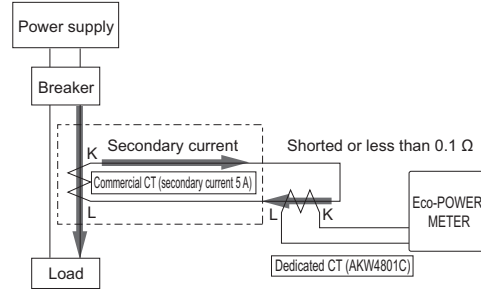 Power supply
Breaker
K
Secondary current
Shorted or less than 0.1 Ω
Commercial CT (secondary current 5 A)
L
L
K
Eco-POWER
METER
Load
Dedicated CT (AKW4801C)